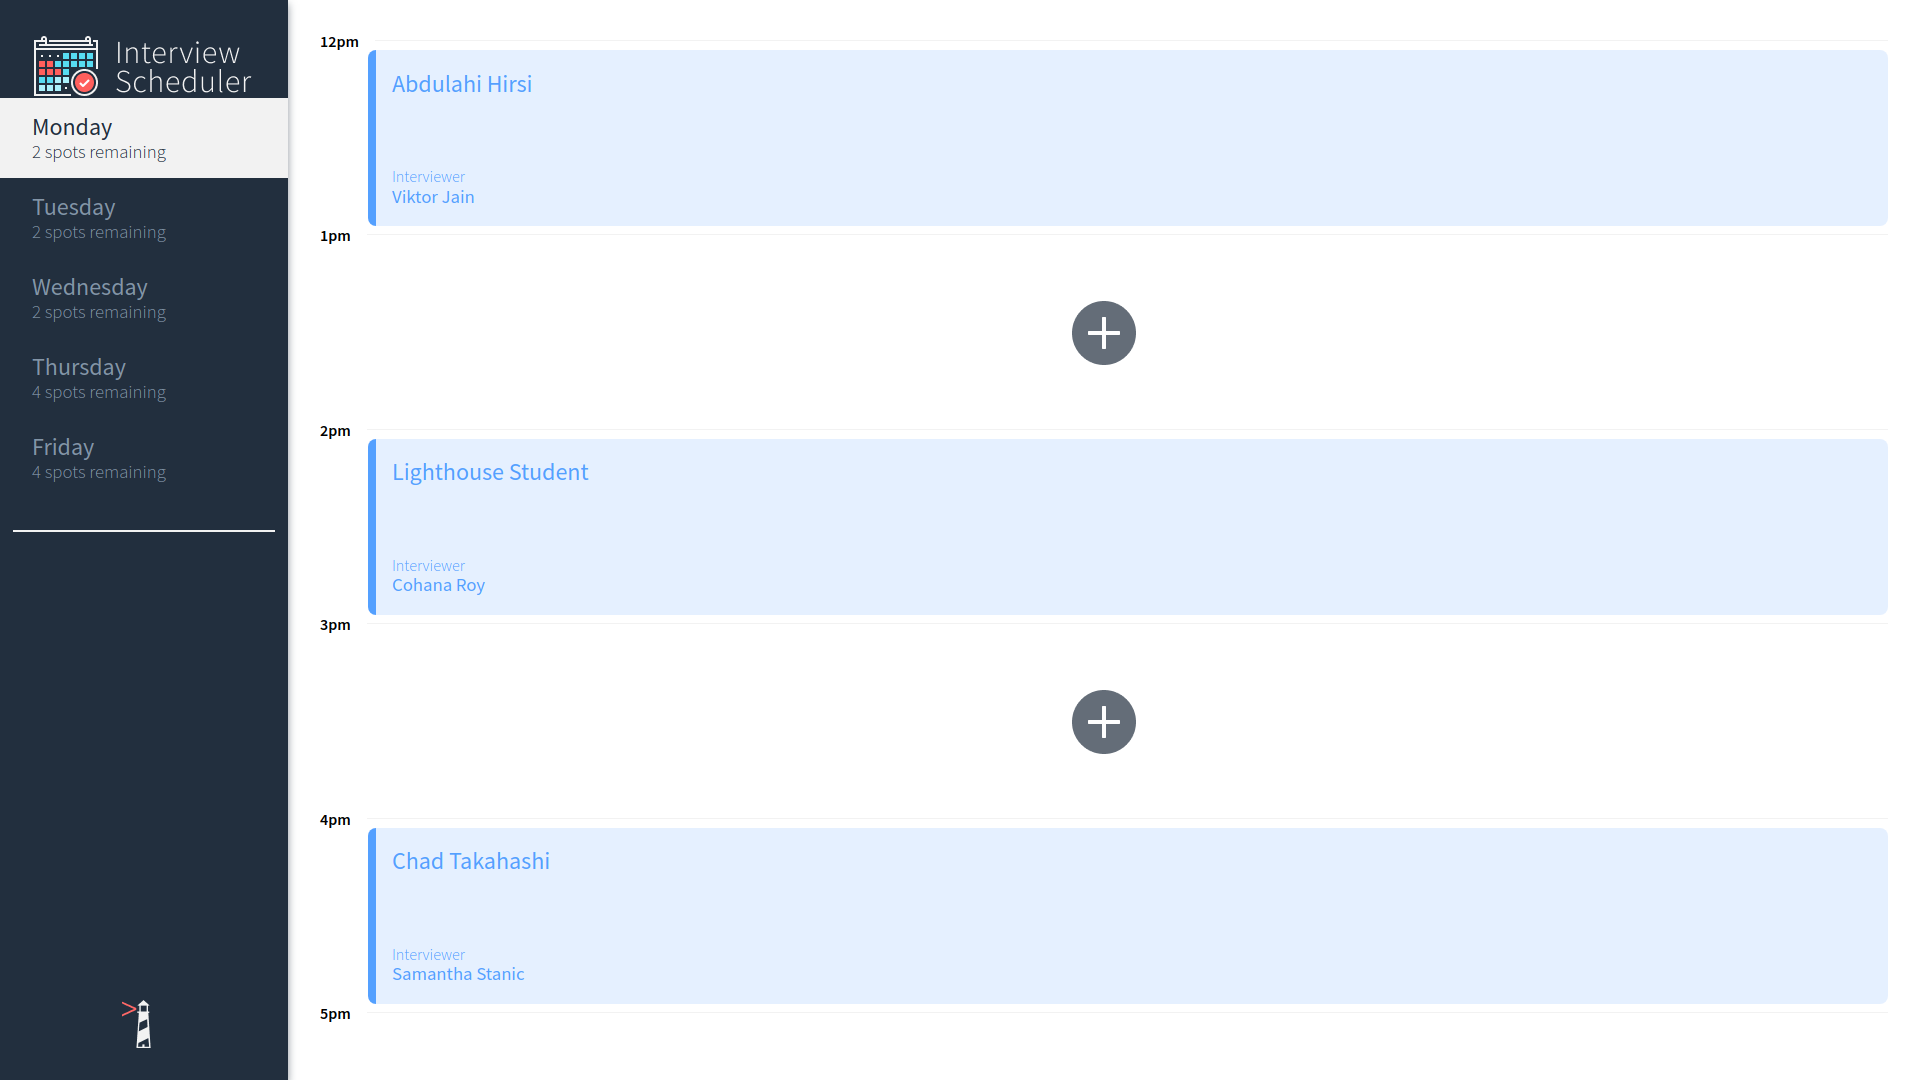 Interview
Scheduler
Monday
2 spots remaining
Tuesday
2 spots remaining
Wednesday
2 spots remaining
Thursday
4 spots remaining
Friday
4 spots remaining
12pm
Abdulahi Hirsi
Interviewer
Viktor Jain
1pm
2pm
Lighthouse Student
Interviewer
Cohana Roy
3pm
4pm
Chad Takahashi
Interviewer
Samantha Stanic
5pm